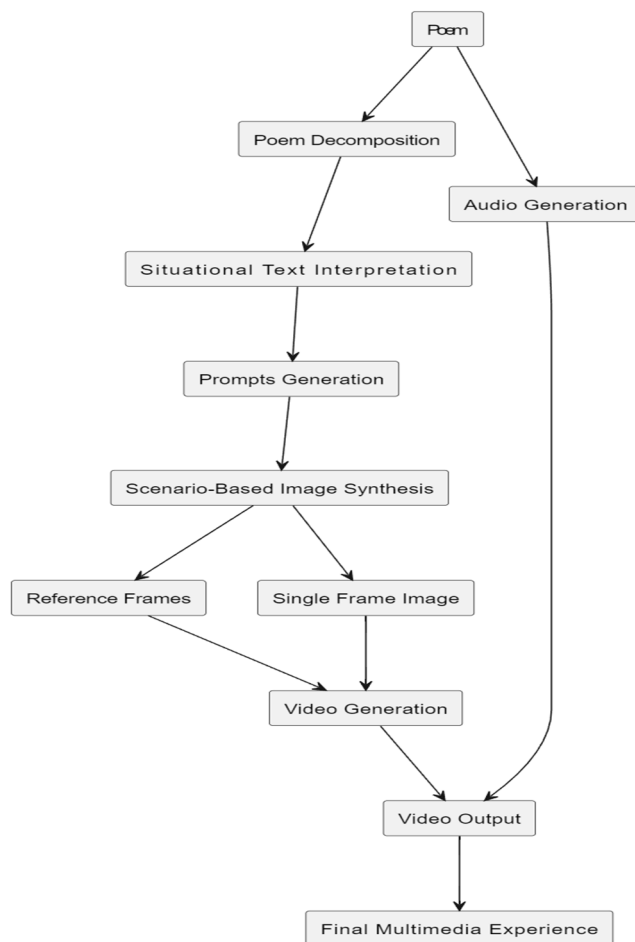 Poem
Poem Decomposition
Audio Generation
Situational Text Interpretation
Prompts Generation
Scenario-Based Image Synthesis
Reference Frames
Single Frame Image
Video Generation
Video Output
Final Multimedia Experience